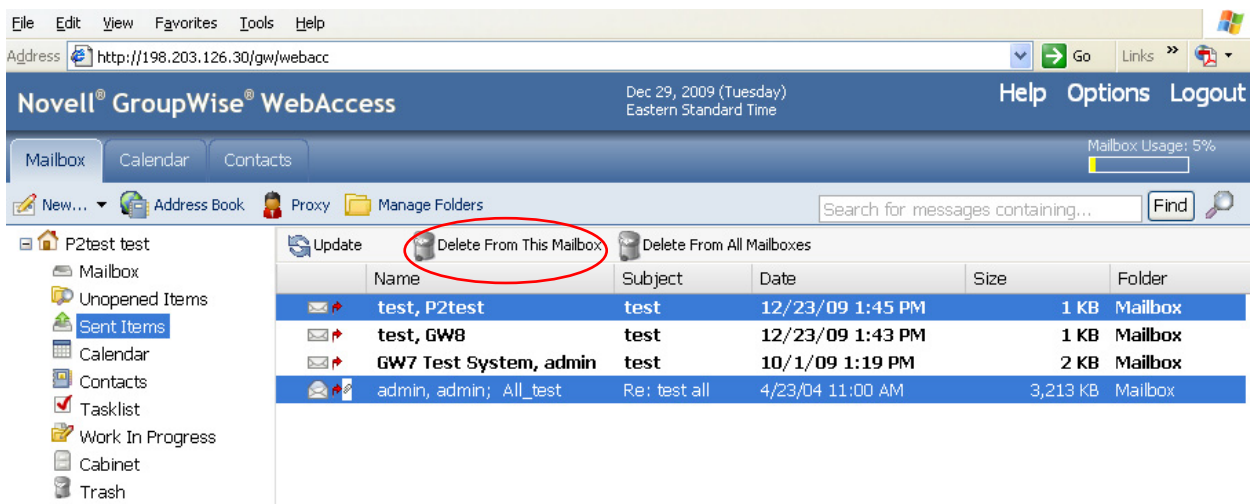 File Edit View Favorites Tools Help
Address http://198.203.126.30/gw/webacc Go Links »
Novell® GroupWise® WebAccess Dec 29, 2009 (Tuesday) Help Options Logout
Eastern Standard Time
Mailbox Calendar Contacts Mailbox Usage: 5%
New... Address Book Proxy Manage Folders Search for messages containing... Find
P2test test
Mailbox
Unopened Items
Sent Items
Calendar
Contacts
Tasklist
Work In Progress
Cabinet
Trash
Update Delete From This Mailbox Delete From All Mailboxes
Name Subject Date Size Folder
test, P2test test 12/23/09 1:45 PM 1 KB Mailbox
test, GW8 test 12/23/09 1:43 PM 1 KB Mailbox
GW7 Test System, admin test 10/1/09 1:19 PM 2 KB Mailbox
admin, admin; All_test Re: test all 4/23/04 11:00 AM 3,213 KB Mailbox